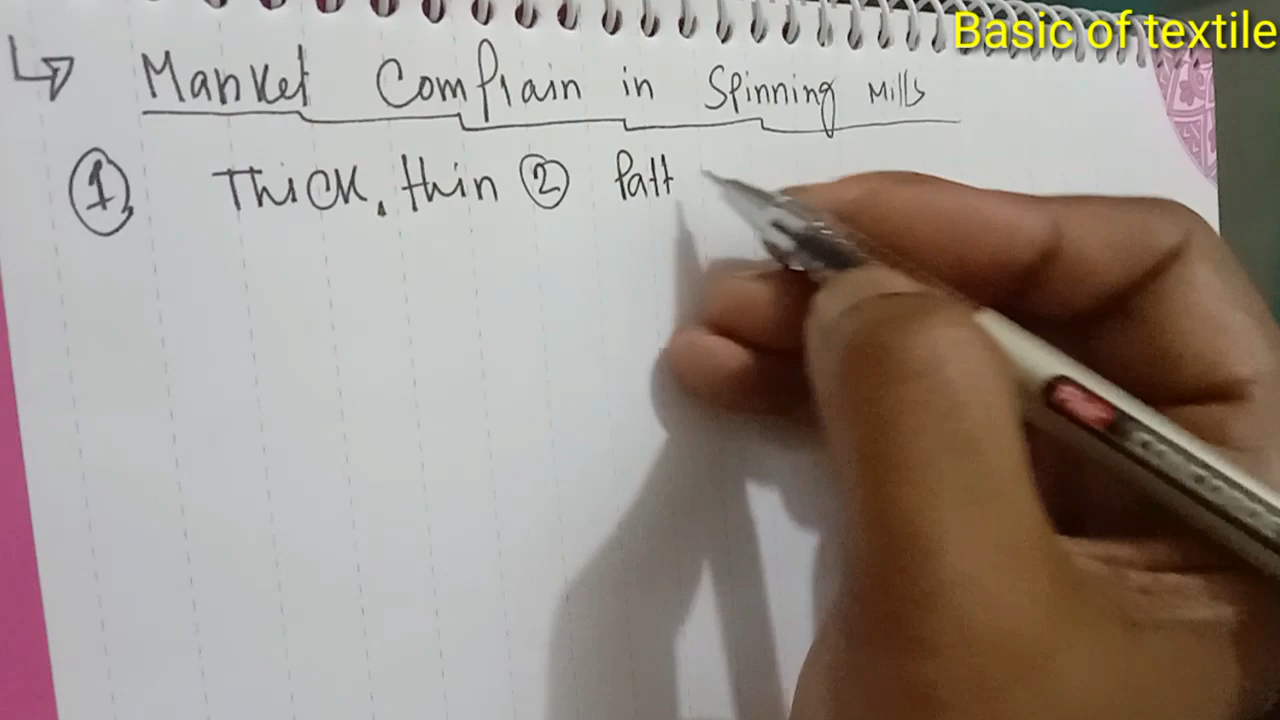 Basic of textile
Market Complain in Spinning Mills
① Thick, thin ② Patt